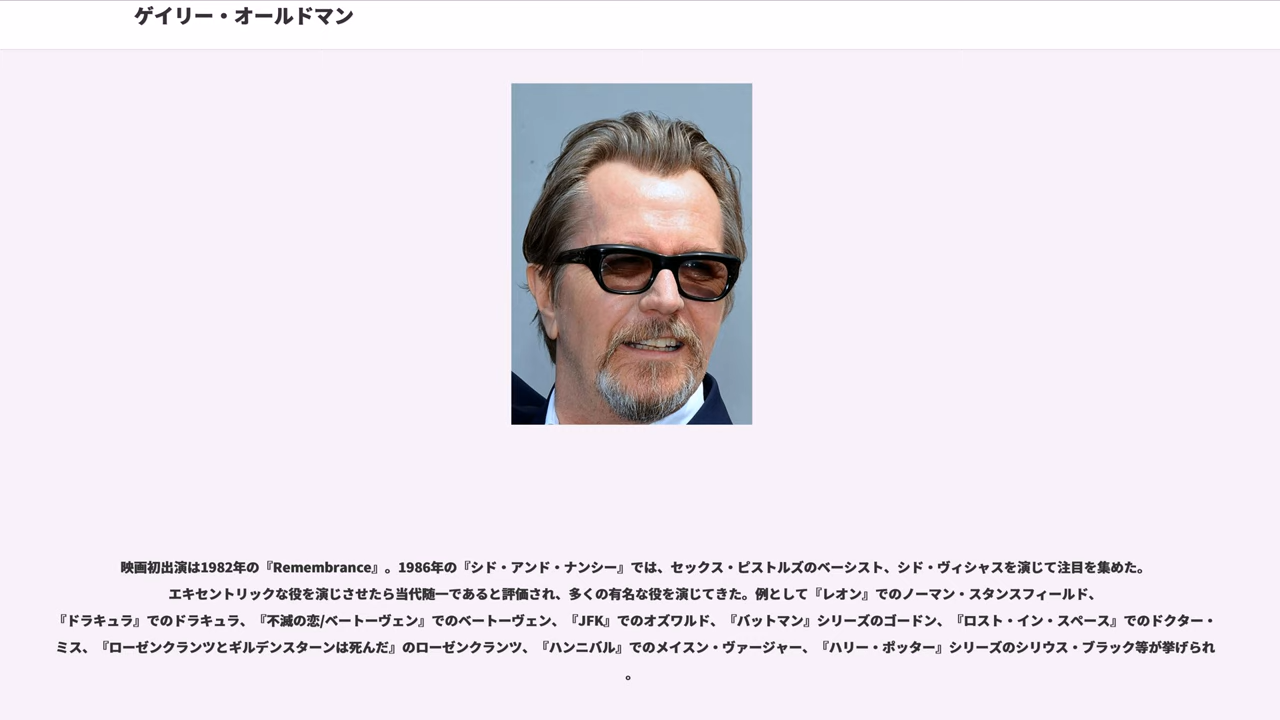 ゲイリー・オールドマン
映画初出演は1982年の『Remembrance』。1986年の『シド・アンド・ナンシー』では、セックス・ピストルズのベーシスト、シド・ヴィシャスを演じて注目を集めた。
エキセントリックな役を演じさせたら当代随一であると評価され、多くの有名な役を演じてきた。例として『レオン』でのノーマン・スタンスフィールド、
『ドラキュラ』でのドラキュラ、『不滅の恋/ベートーヴェン』でのベートーヴェン、『JFK』でのオズワルド、『バットマン』シリーズのゴードン、『ロスト・イン・スペース』でのドクター・
ミス、『ローゼンクランツとギルデンスターンは死んだ』のローゼンクランツ、『ハンニバル』でのメイスン・ヴァージャー、『ハリー・ポッター』シリーズのシリウス・ブラック等が挙げられ
。